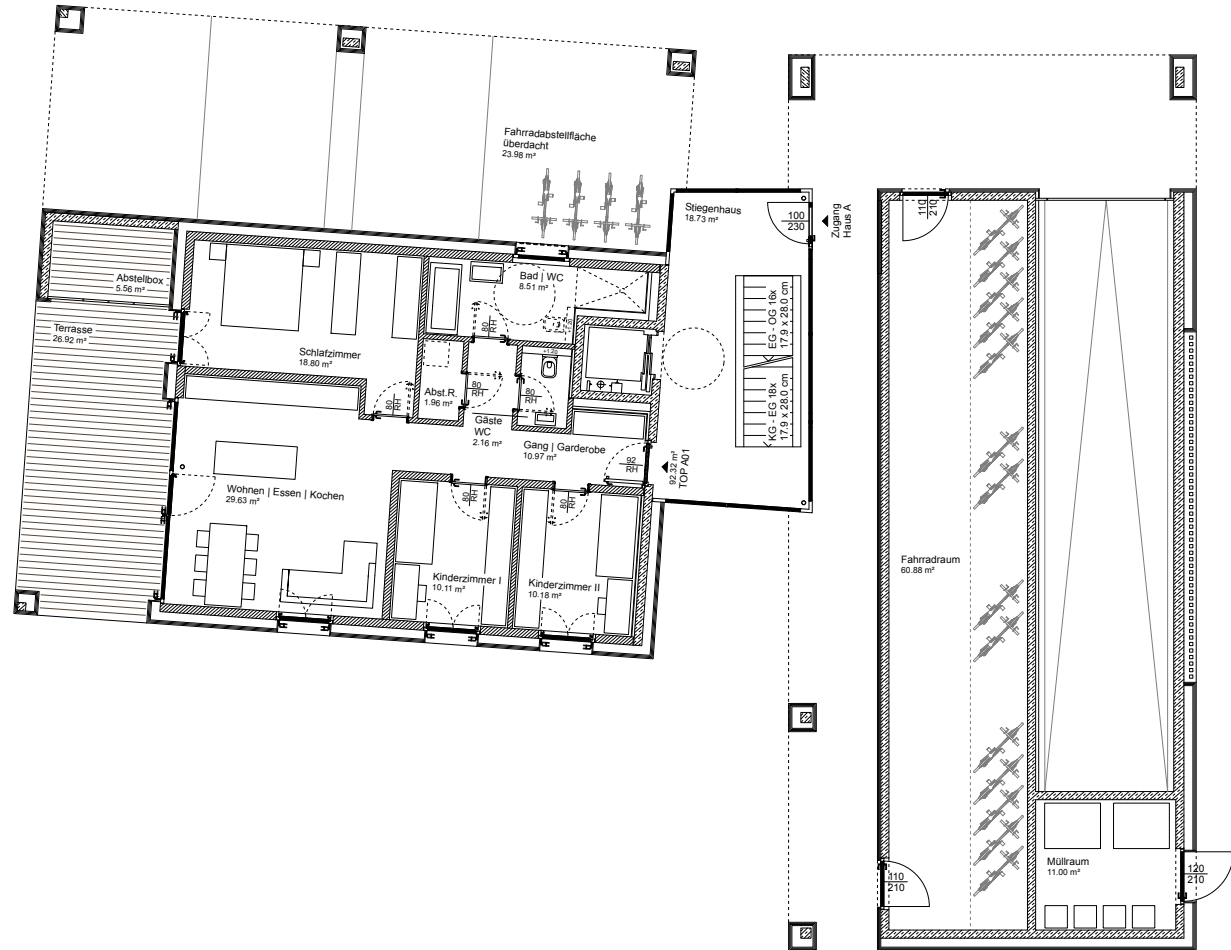 Fahrradabstellfläche
überdacht
23.98 m²
Stiegenhaus
18.73 m²
100
230
Zugang
Haus A
110
210
Abstellbox
5.56 m²
Bad | WC
8.51 m²
EG - OG 16x
17.9 x 28.0 cm
Terrasse
26.92 m²
80
RH
Schlafzimmer
18.80 m²
+1.20
80
RH
Abst.R.
1.96 m²
80
RH
80
RH
KG - EG 18x
17.9 x 28.0 cm
Gäste
WC
2.16 m²
Gang | Garderobe
10.97 m²
92
RH
92.32 m²
TOP A01
Wohnen | Essen | Kochen
29.63 m²
80
RH
80
RH
Kinderzimmer I
10.11 m²
Kinderzimmer II
10.18 m²
Fahrradraum
60.88 m²
Müllraum
11.00 m²
110
210
120
210